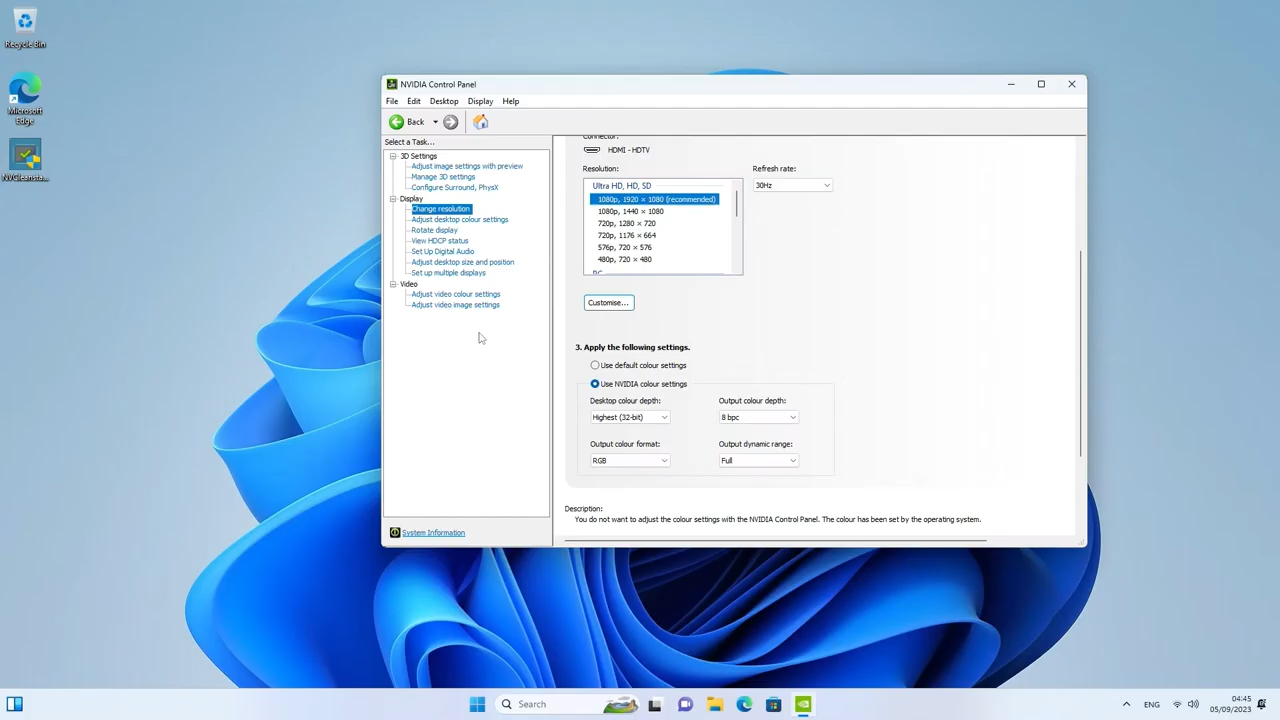 Recycle Bin
Microsoft
Edge
NVCleansta...
NVIDIA Control Panel
File Edit Desktop Display Help
Back
Select a Task...
3D Settings
Adjust image settings with preview
Manage 3D settings
Configure Surround, PhysX
Display
Change resolution
Adjust desktop colour settings
Rotate display
View HDCP status
Set Up Digital Audio
Adjust desktop size and position
Set up multiple displays
Video
Adjust video colour settings
Adjust video image settings
System Information
Connector:
HDMI - HDTV
Resolution:
Refresh rate:
Ultra HD, HD, SD
30Hz
1080p, 1920 × 1080 (recommended)
1080p, 1440 × 1080
720p, 1280 × 720
720p, 1176 × 664
576p, 720 × 576
480p, 720 × 480
PC
Customise...
3. Apply the following settings.
Use default colour settings
Use NVIDIA colour settings
Desktop colour depth:
Output colour depth:
Highest (32-bit)
8 bpc
Output colour format:
Output dynamic range:
RGB
Full
Description:
You do not want to adjust the colour settings with the NVIDIA Control Panel. The colour has been set by the operating system.
Search
ENG
04:45
05/09/2023